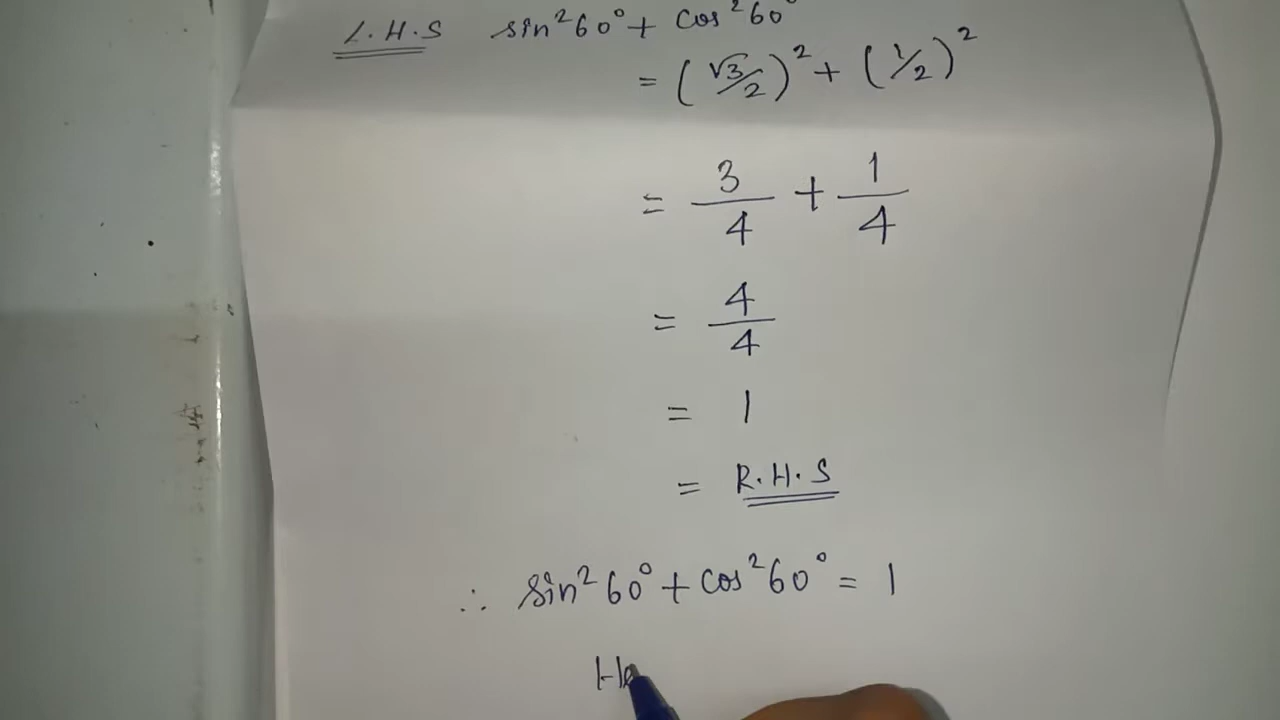 L.H.S sin²60° + cos²60°
= (√3/2)² + (1/2)²
= 3/4 + 1/4
= 4/4
= 1
= R.H.S
∴ sin²60° + cos²60° = 1